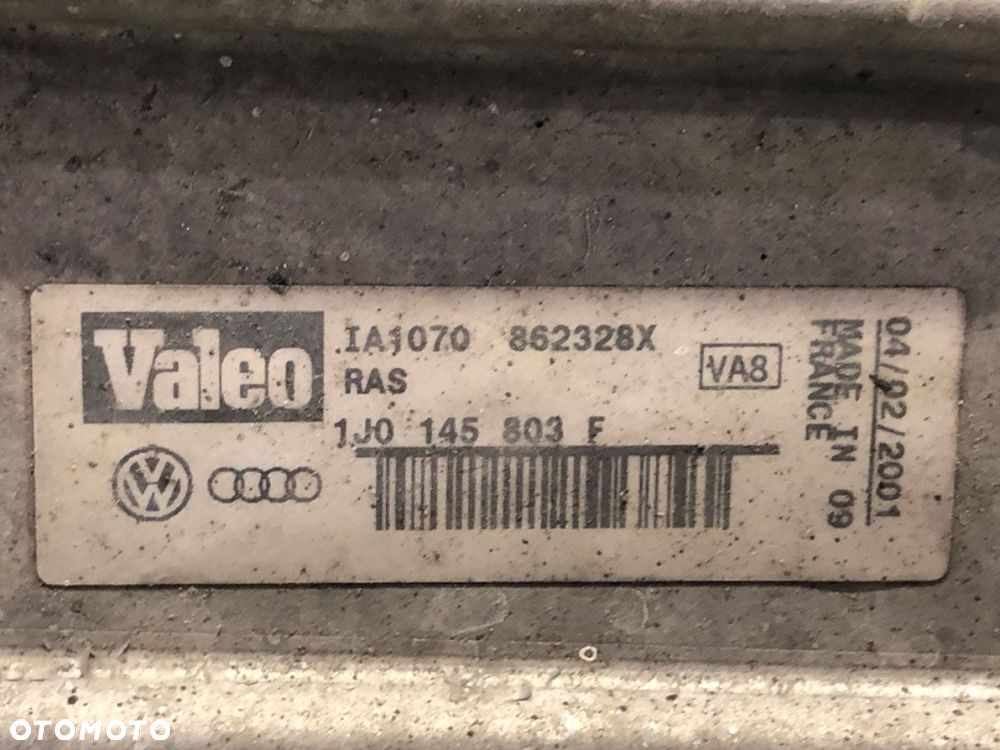 Valeo
IA1070 862328X
RAS
VA8
1J0 145 803 F
04/02/2001
MADE IN 09
FRANCE
OTOMOTO